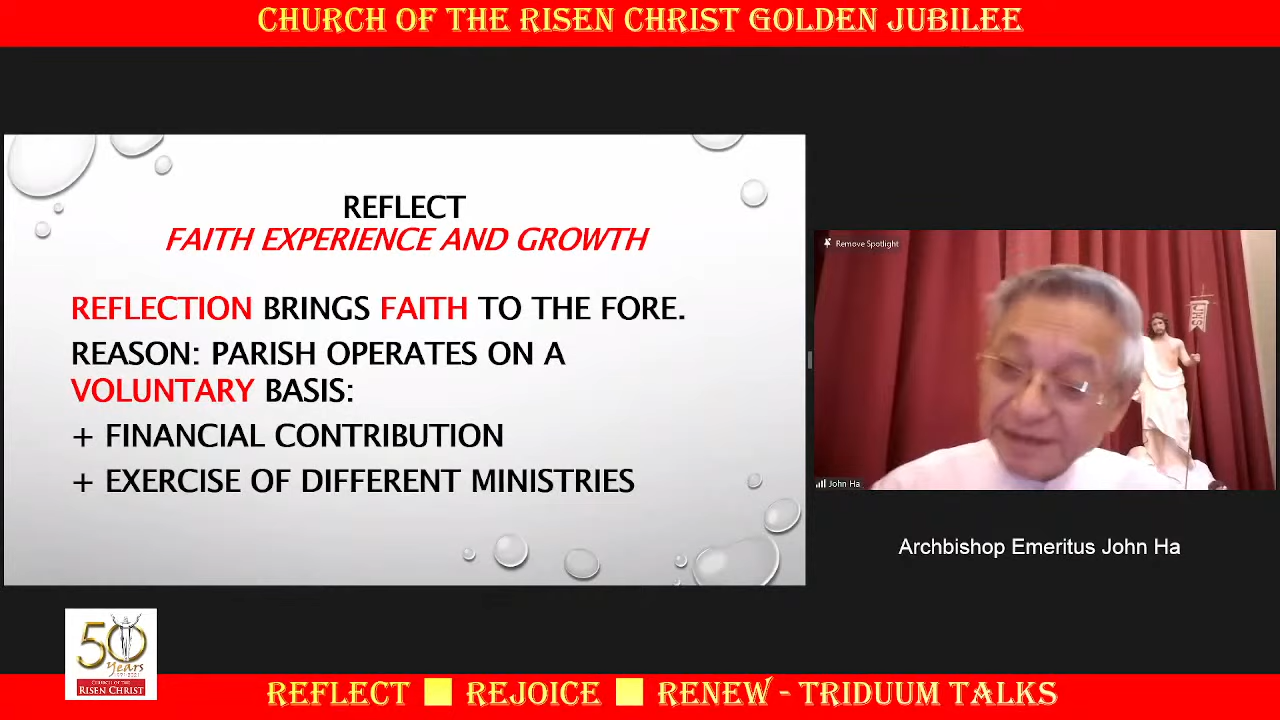 CHURCH OF THE RISEN CHRIST GOLDEN JUBILEE
REFLECT
FAITH EXPERIENCE AND GROWTH
REFLECTION BRINGS FAITH TO THE FORE.
REASON: PARISH OPERATES ON A
VOLUNTARY BASIS:
+ FINANCIAL CONTRIBUTION
+ EXERCISE OF DIFFERENT MINISTRIES
Remove Spotlight
IHS
John Ha
Archbishop Emeritus John Ha
50
Years
CHURCH OF THE
RISEN CHRIST
REFLECT REJOICE RENEW - TRIDUUM TALKS